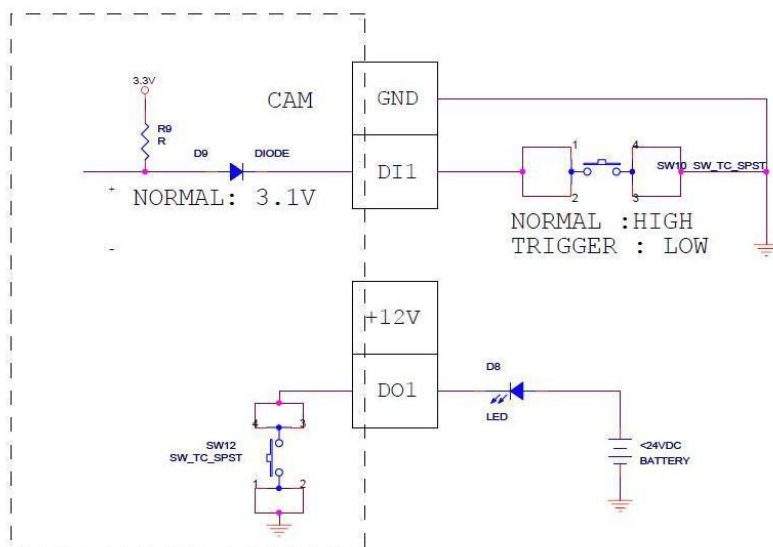 3.3V
R9
R
CAM
GND
D9
DIODE
DI1
1
4
SW10
SW_TC_SPST
2
3
+
NORMAL: 3.1V
-
NORMAL :HIGH
TRIGGER : LOW
+12V
DO1
D8
LED
4
3
SW12
SW_TC_SPST
1
2
<24VDC
BATTERY